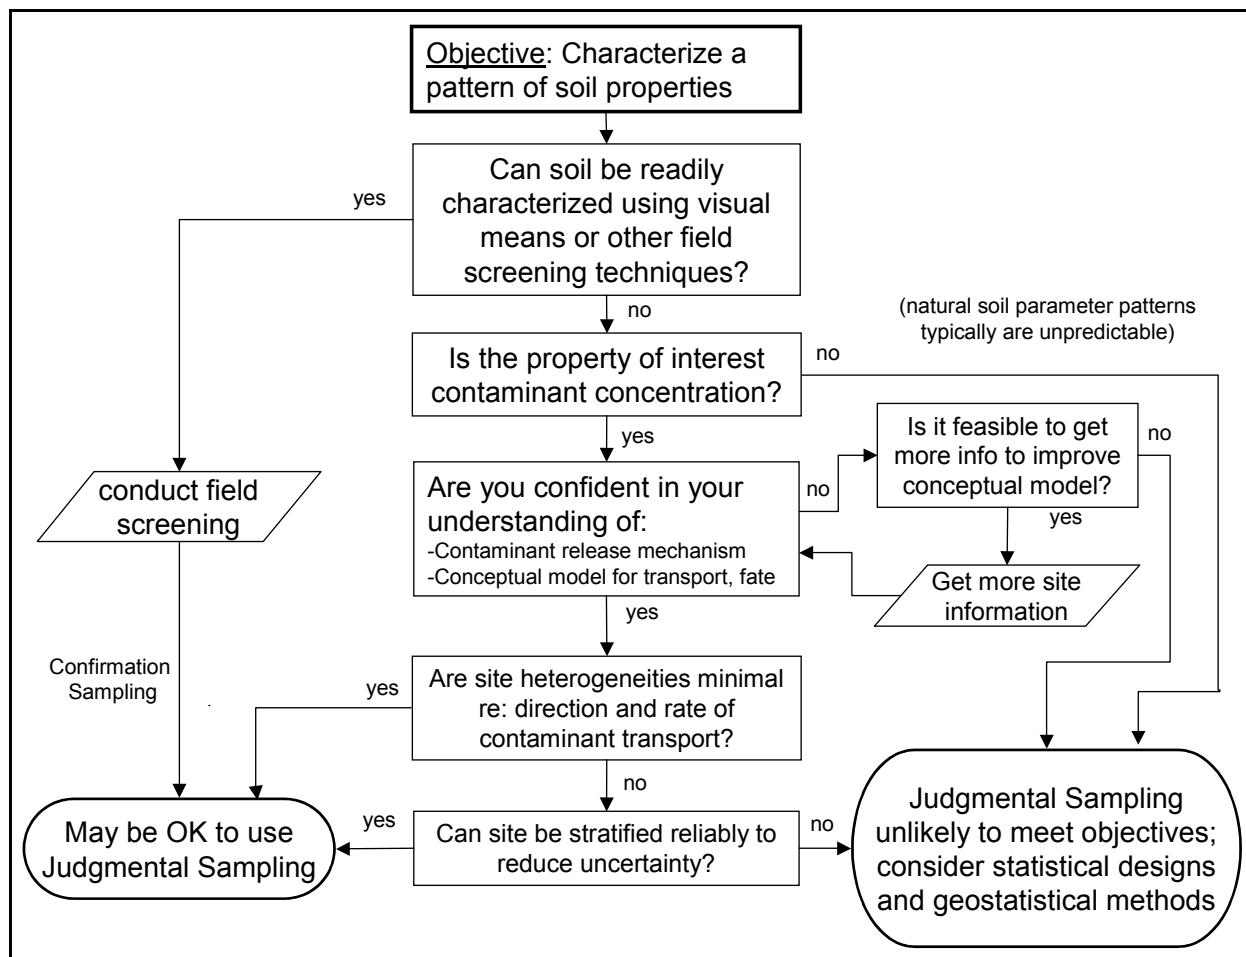 Objective: Characterize a
pattern of soil properties
Can soil be readily
characterized using visual
means or other field
screening techniques?
yes
no
(natural soil parameter patterns
typically are unpredictable)
Is the property of interest
contaminant concentration?
no
yes
Is it feasible to get
more info to improve
conceptual model?
no
yes
conduct field
screening
Are you confident in your
understanding of:
-Contaminant release mechanism
-Conceptual model for transport, fate
no
yes
Get more site
information
Confirmation
Sampling
Are site heterogeneities minimal
re: direction and rate of
contaminant transport?
yes
no
May be OK to use
Judgmental Sampling
yes
Can site be stratified reliably to
reduce uncertainty?
no
Judgmental Sampling
unlikely to meet objectives;
consider statistical designs
and geostatistical methods